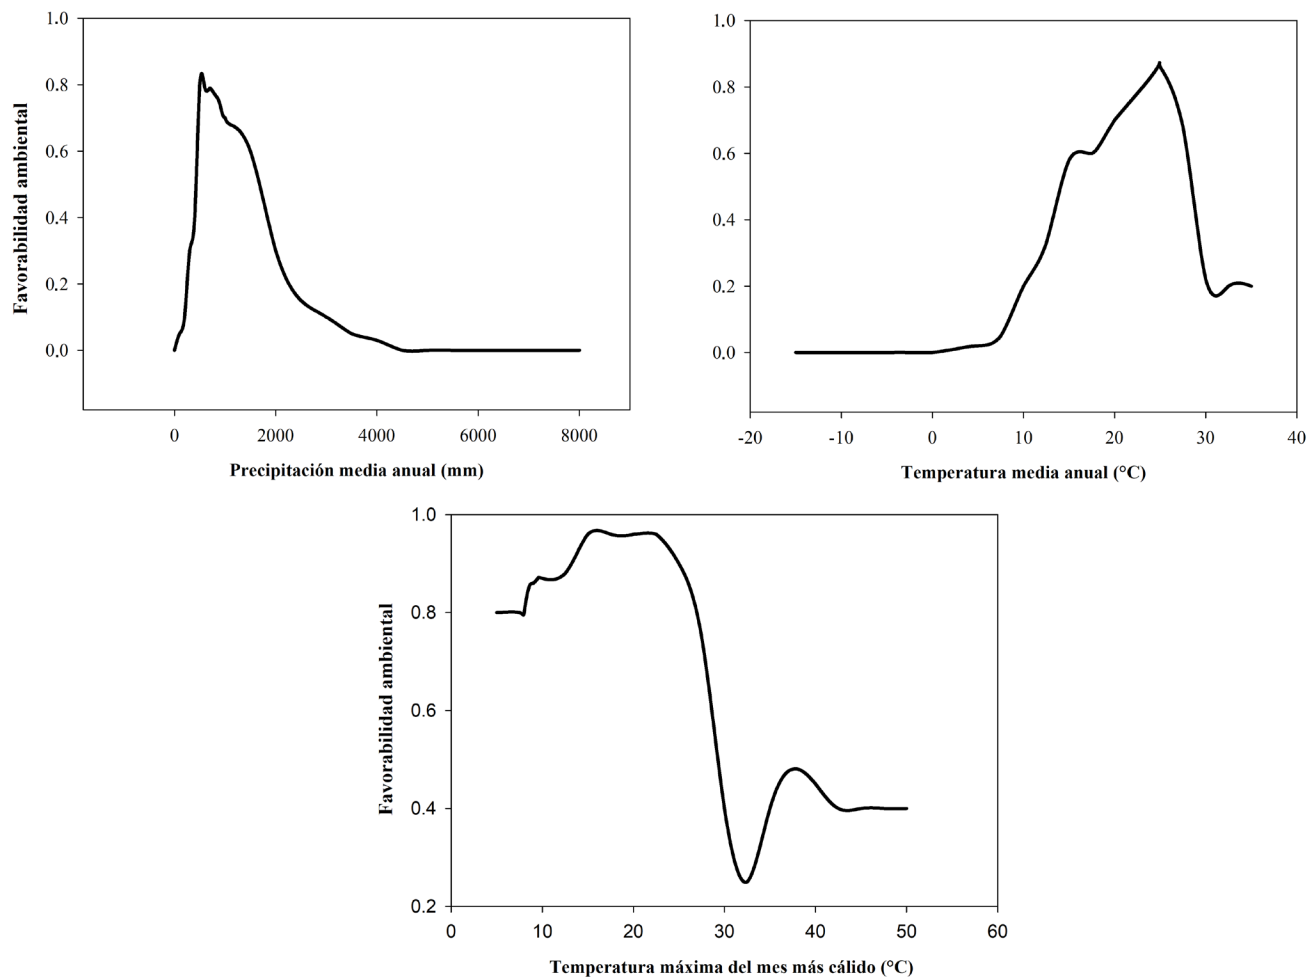 1.0
0.8
0.6
0.4
0.2
0.0
Favorabilidad ambiental
0 2000 4000 6000 8000
Precipitación media anual (mm)
1.0
0.8
0.6
0.4
0.2
0.0
-20 -10 0 10 20 30 40
Temperatura media anual (°C)
1.0
0.8
0.6
0.4
0.2
Favorabilidad ambiental
0 10 20 30 40 50 60
Temperatura máxima del mes más cálido (°C)